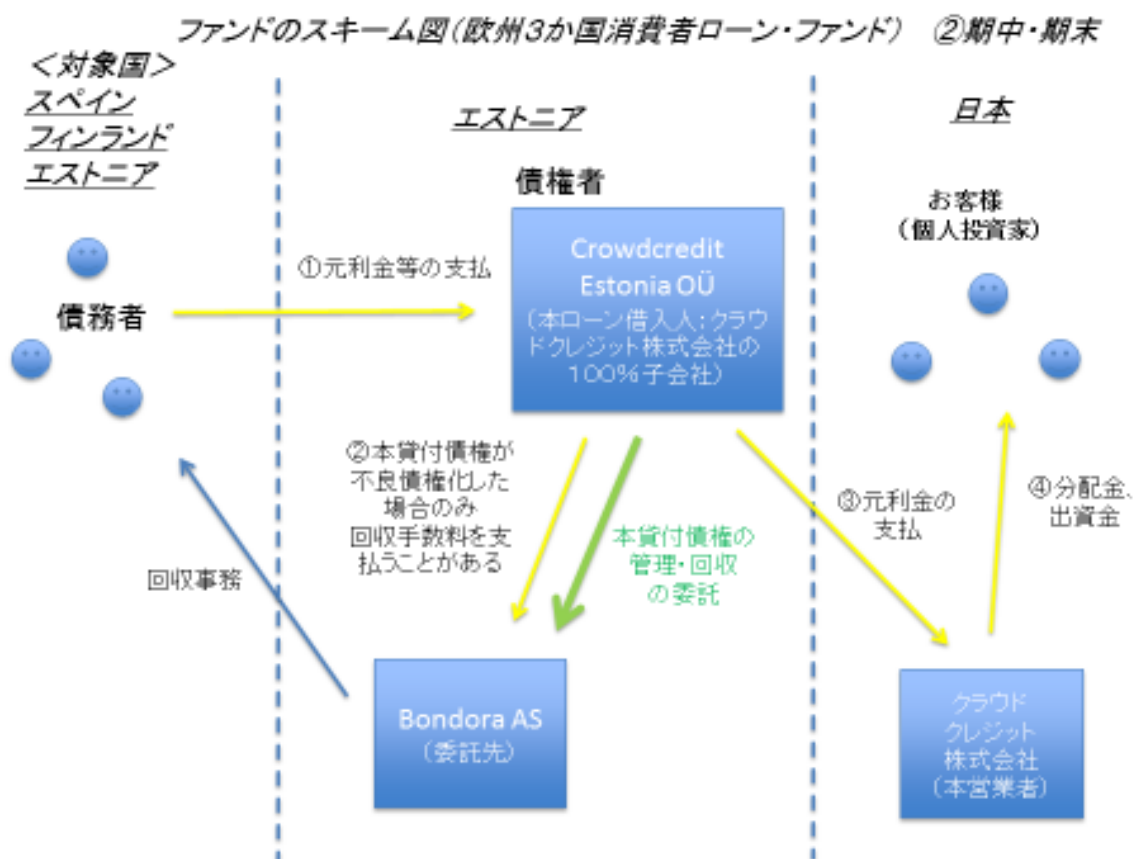 ファンドのスキーム図(欧州3か国消費者ローン・ファンド) ②期中・期末
<対象国>
スペイン
フィンランド
エストニア
エストニア
日本
債権者
お客様
(個人投資家)
Crowdcredit
Estonia OÜ
(本ローン借入人:クラウ
ドクレジット株式会社の
100%子会社)
①元利金等の支払
債務者
②本貸付債権が
不良債権化した
場合のみ
回収手数料を支
払うことがある
本貸付債権の
管理・回収
の委託
③元利金の
支払
④分配金、
出資金
回収事務
Bondora AS
(委託先)
クラウド
クレジット
株式会社
(本営業者)